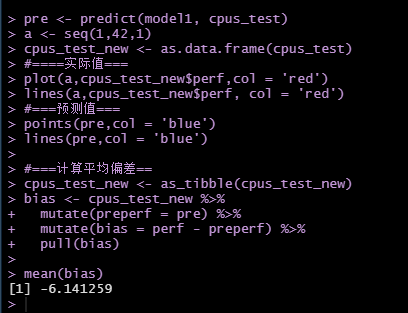 > pre <- predict(model1, cpus_test)
> a <- seq(1,42,1)
> cpus_test_new <- as.data.frame(cpus_test)
> #====实际值===
> plot(a,cpus_test_new$perf,col = 'red')
> lines(a,cpus_test_new$perf, col = 'red')
> #===预测值===
> points(pre,col = 'blue')
> lines(pre,col = 'blue')
>
> #===计算平均偏差==
> cpus_test_new <- as_tibble(cpus_test_new)
> bias <- cpus_test_new %>%
+   mutate(preperf = pre) %>%
+   mutate(bias = perf - preperf) %>%
+   pull(bias)
>
> mean(bias)
[1] -6.141259
>